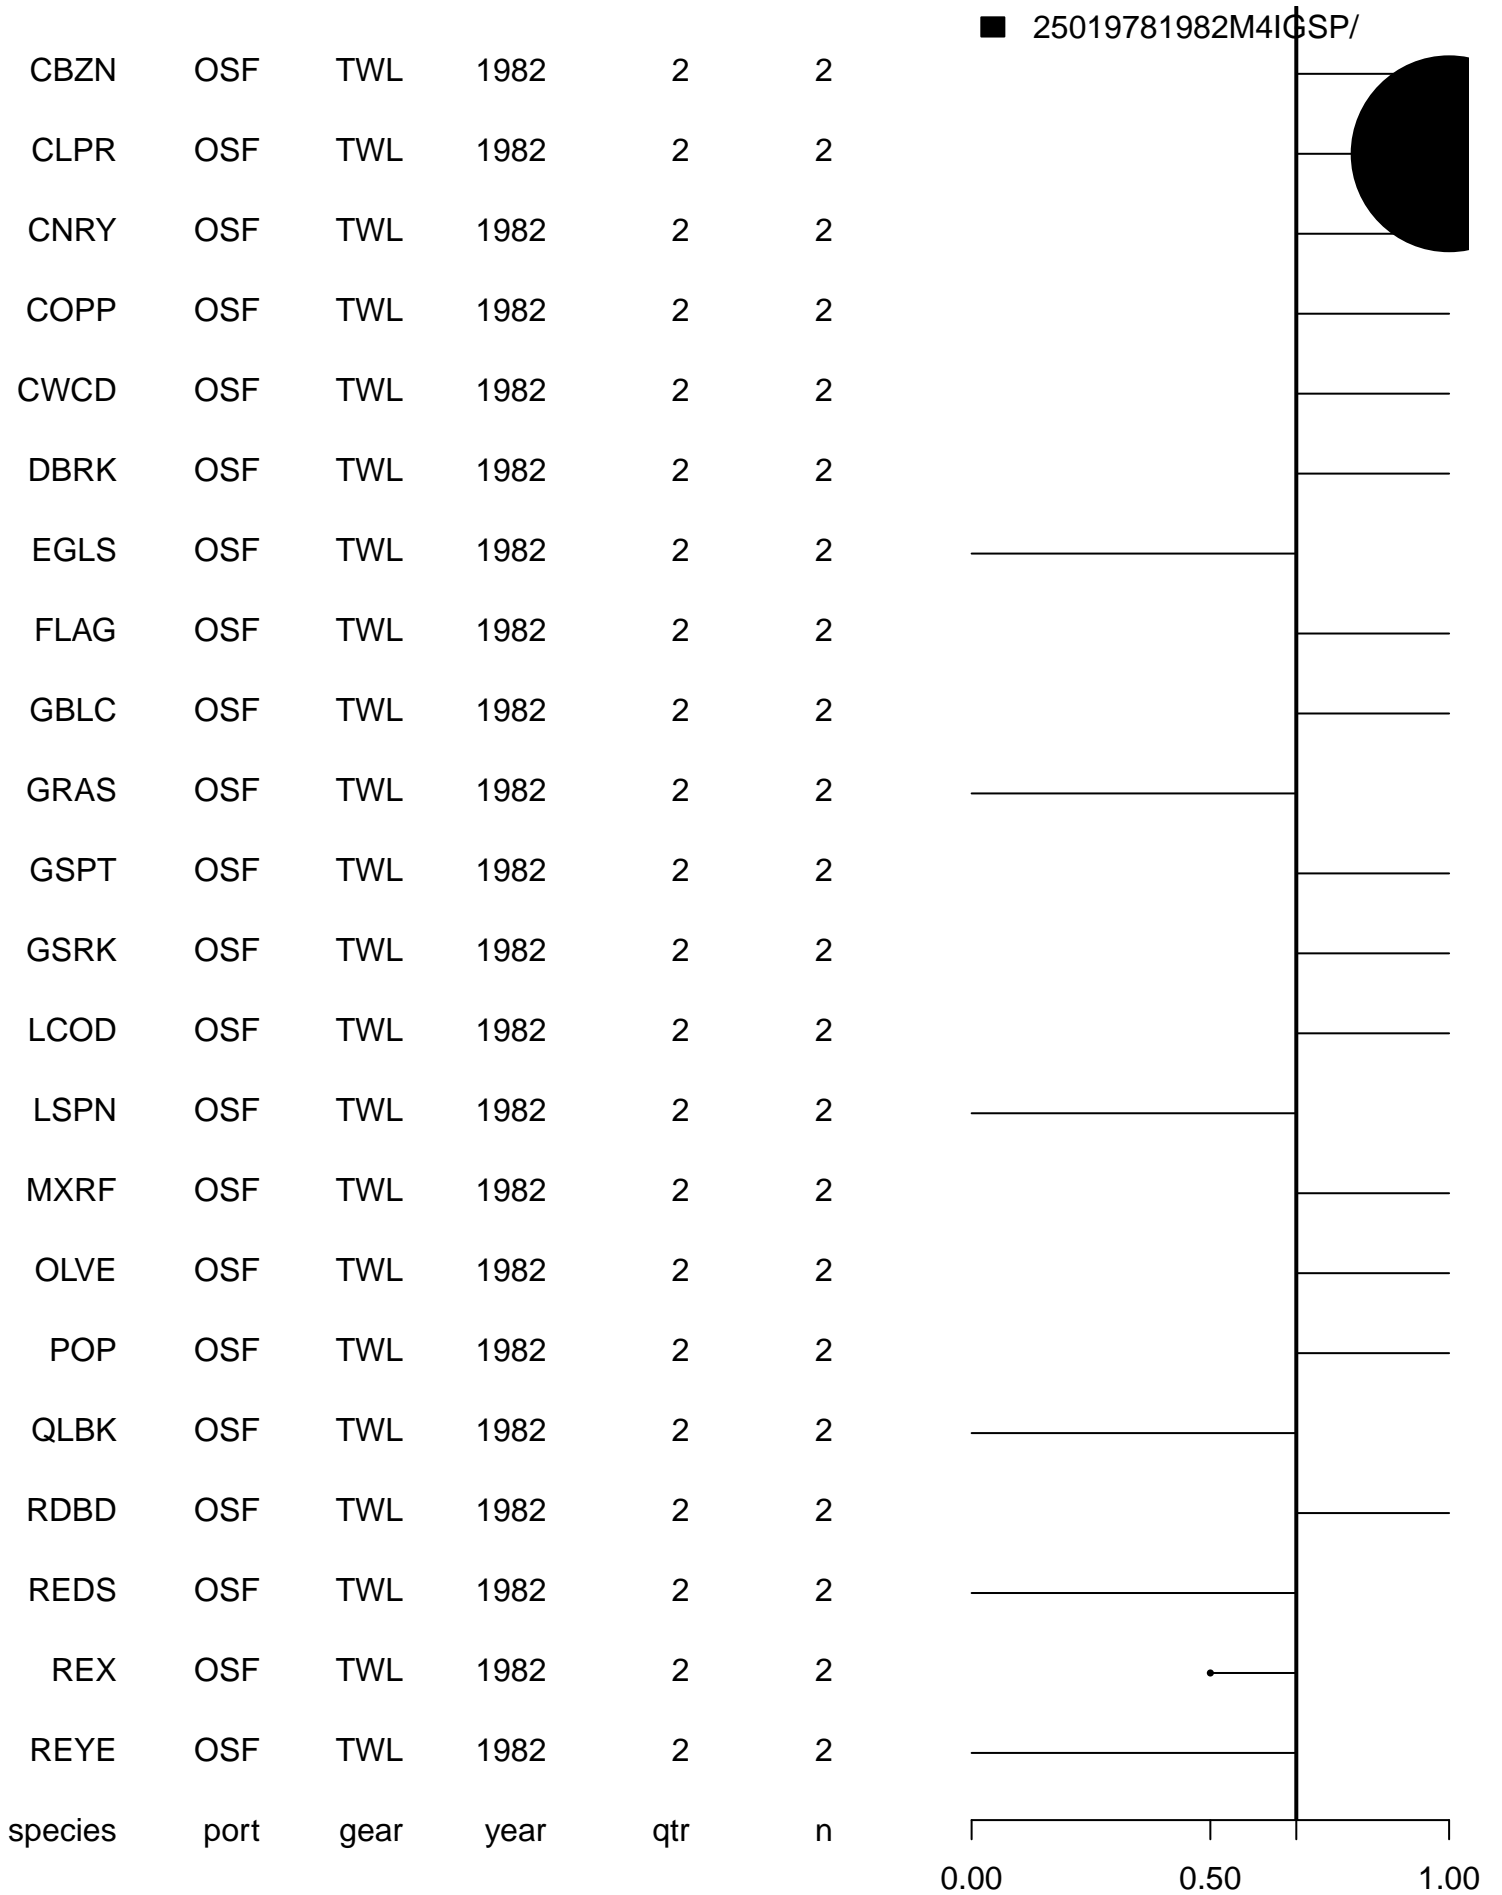 25019781982M4IGSP/
CBZN OSF TWL 1982 2 2
CLPR OSF TWL 1982 2 2
CNRY OSF TWL 1982 2 2
COPP OSF TWL 1982 2 2
CWCD OSF TWL 1982 2 2
DBRK OSF TWL 1982 2 2
EGLS OSF TWL 1982 2 2
FLAG OSF TWL 1982 2 2
GBLC OSF TWL 1982 2 2
GRAS OSF TWL 1982 2 2
GSPT OSF TWL 1982 2 2
GSRK OSF TWL 1982 2 2
LCOD OSF TWL 1982 2 2
LSPN OSF TWL 1982 2 2
MXRF OSF TWL 1982 2 2
OLVE OSF TWL 1982 2 2
POP OSF TWL 1982 2 2
QLBK OSF TWL 1982 2 2
RDBD OSF TWL 1982 2 2
REDS OSF TWL 1982 2 2
REX OSF TWL 1982 2 2
REYE OSF TWL 1982 2 2
species port gear year qtr n
0.00 0.50 1.00